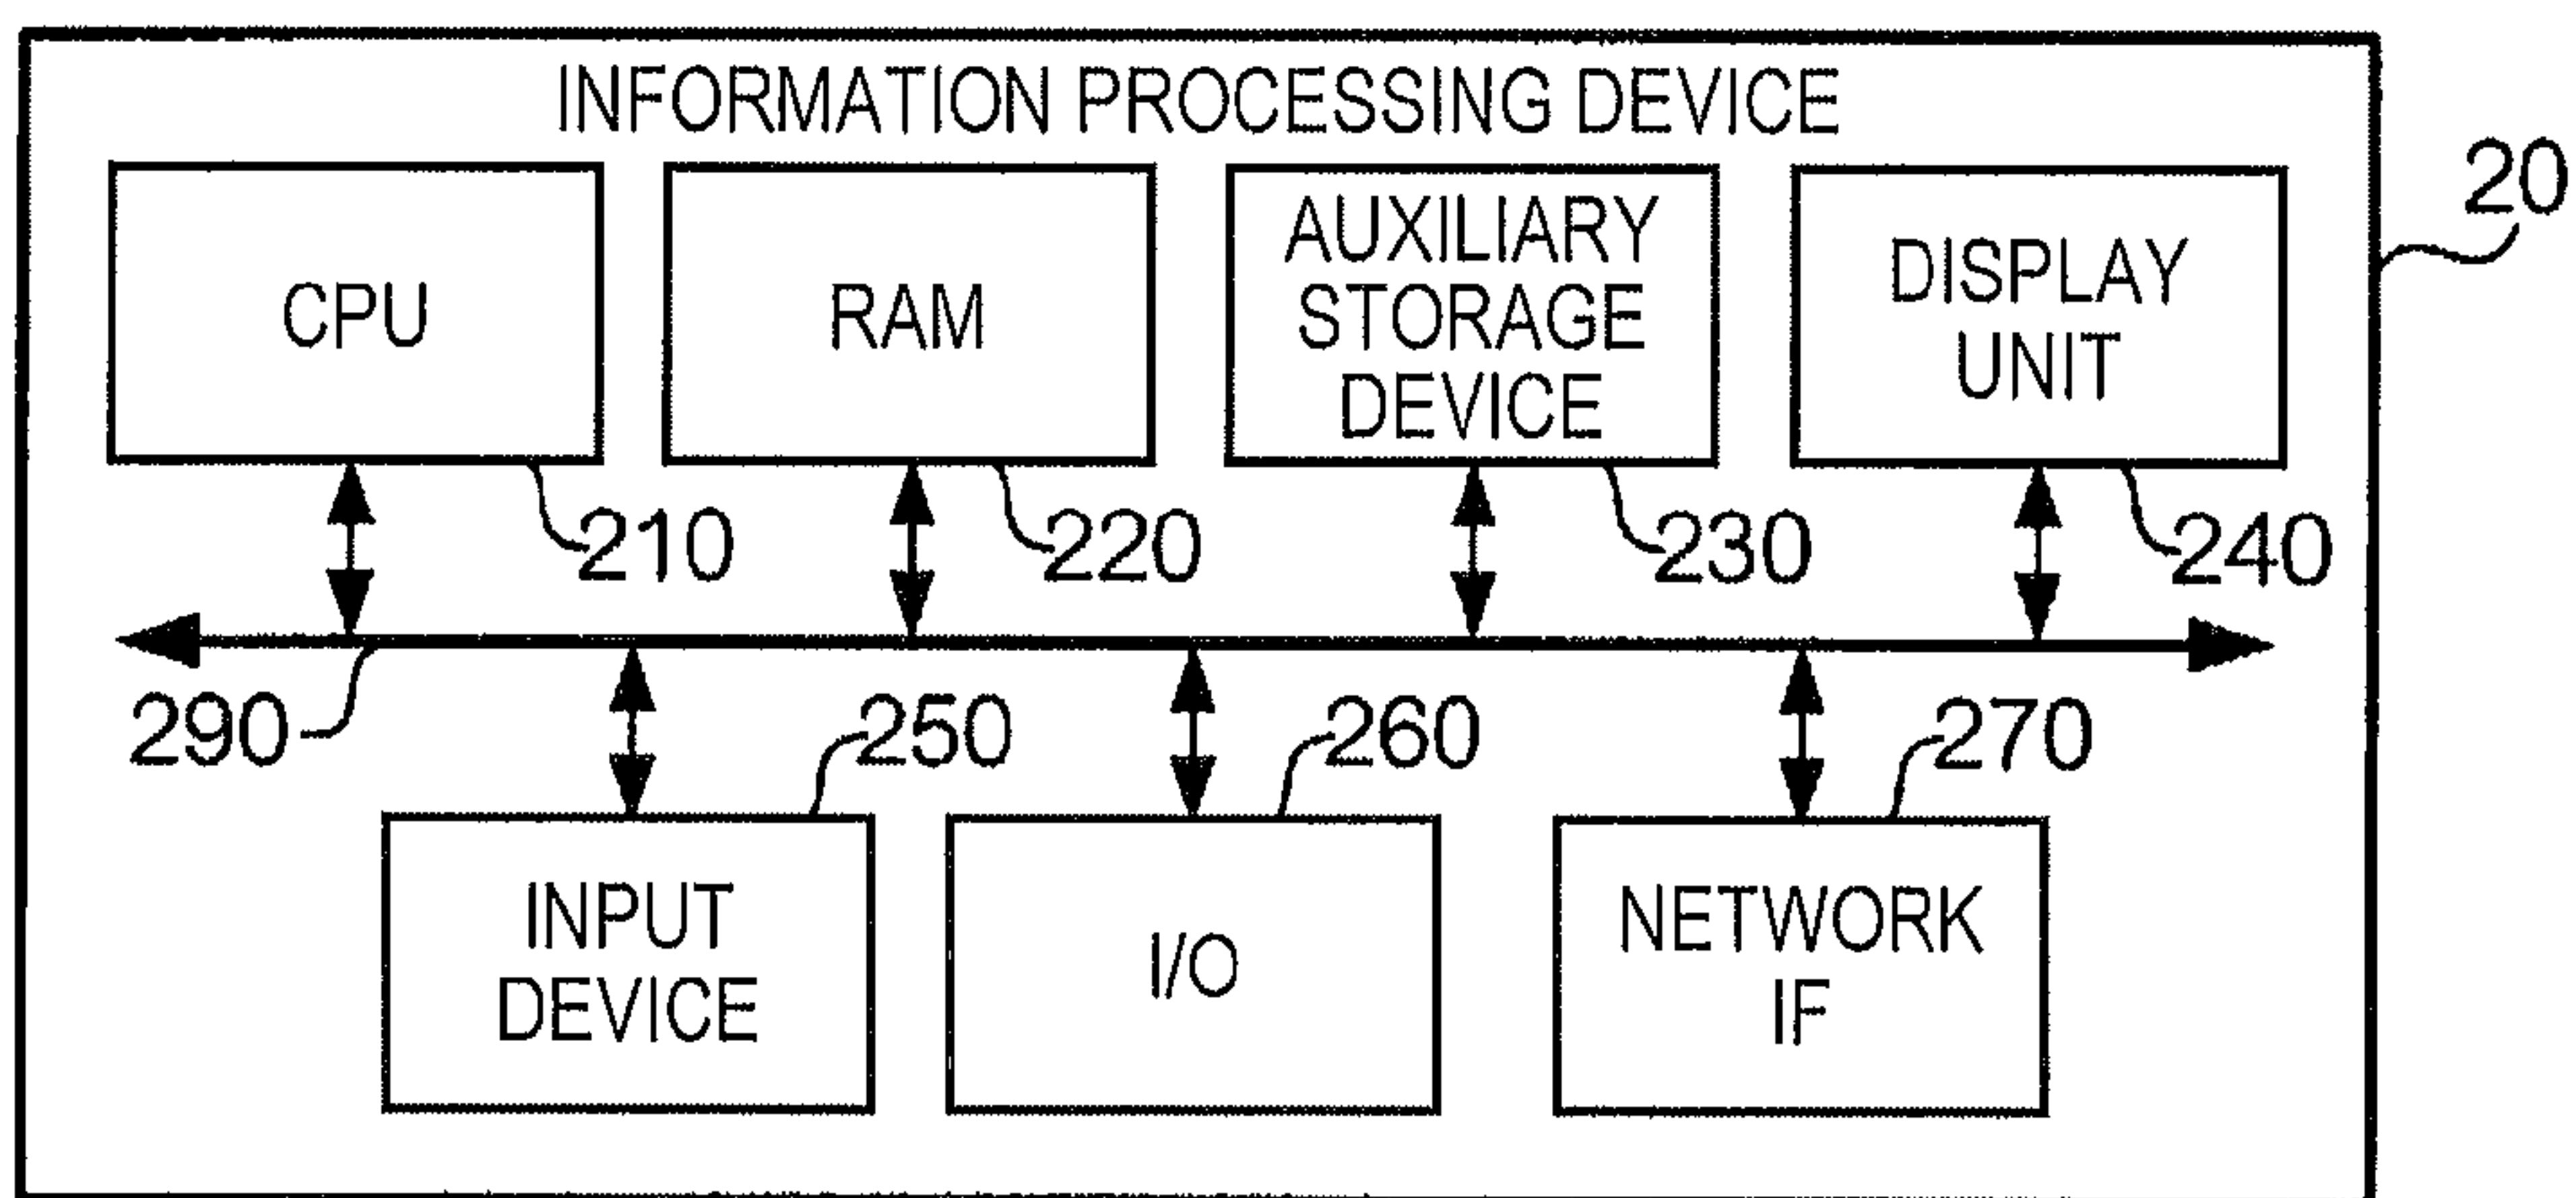 INFORMATION PROCESSING DEVICE
20
CPU
RAM
AUXILIARY
STORAGE
DEVICE
DISPLAY
UNIT
210
220
230
240
290
250
260
270
INPUT
DEVICE
I/O
NETWORK
IF